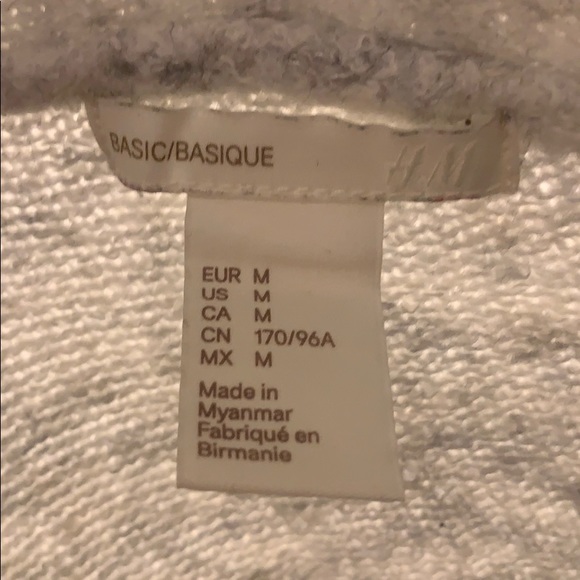 BASIC/BASIQUE
H&M
EUR M
US M
CA M
CN 170/96A
MX M
Made in
Myanmar
Fabriqué en
Birmanie